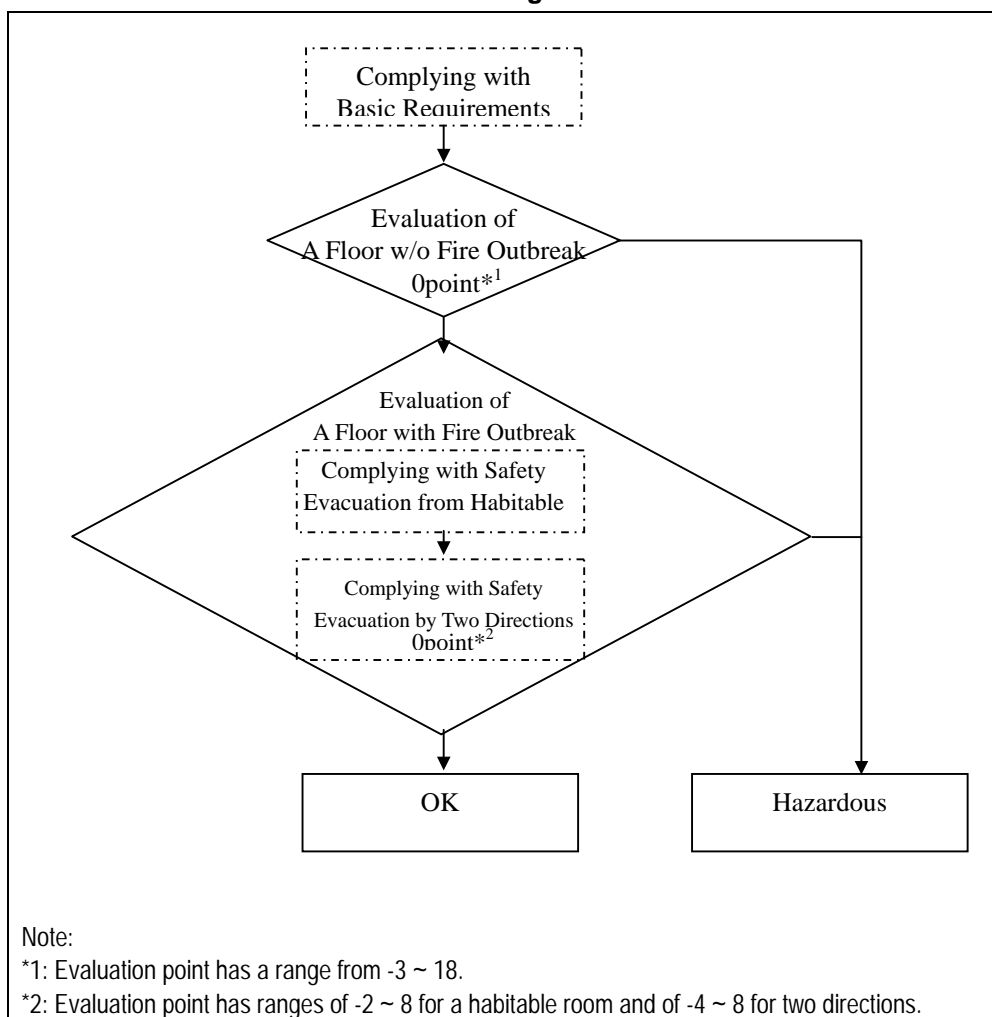 Complying with
Basic Requirements
Evaluation of
A Floor w/o Fire Outbreak
0point*1
Evaluation of
A Floor with Fire Outbreak
Complying with Safety
Evacuation from Habitable
Complying with Safety
Evacuation by Two Directions
0point*2
OK
Hazardous
Note:
*1: Evaluation point has a range from -3 ~ 18.
*2: Evaluation point has ranges of -2 ~ 8 for a habitable room and of -4 ~ 8 for two directions.